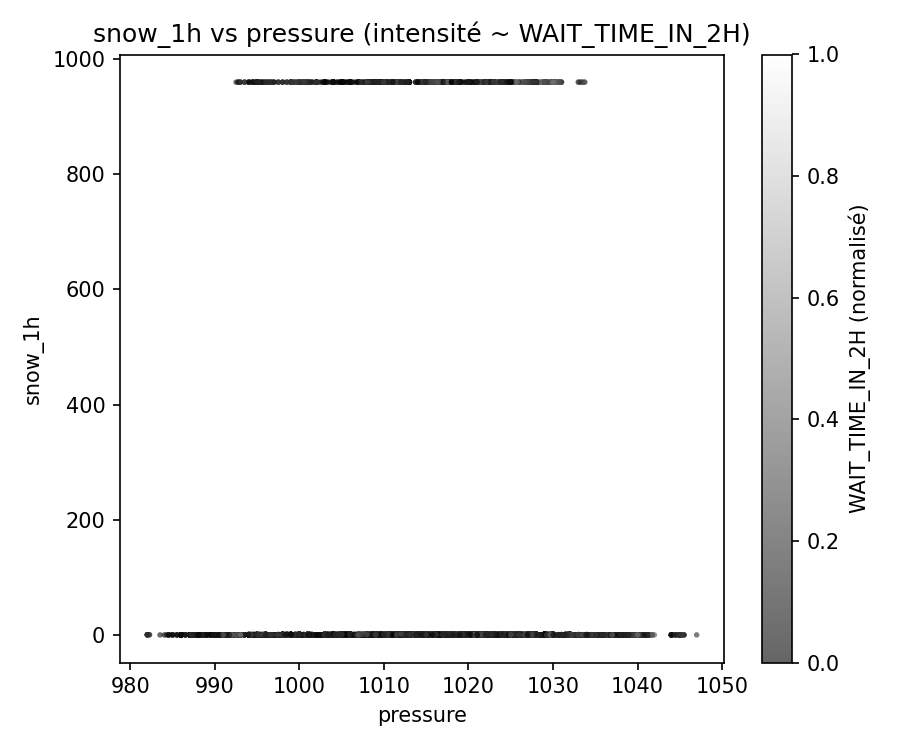 snow_1h vs pressure (intensité ~ WAIT_TIME_IN_2H)
1000
800
600
400
200
0
snow_1h
980 990 1000 1010 1020 1030 1040 1050
pressure
1.0
0.8
0.6
0.4
0.2
0.0
WAIT_TIME_IN_2H (normalisé)